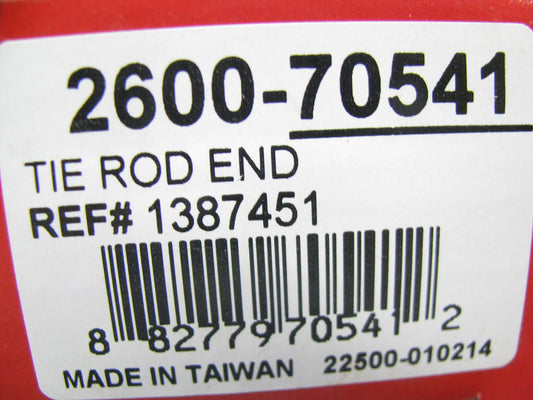 2600-70541
TIE ROD END
REF# 1387451
8 82779 70541 2
MADE IN TAIWAN 22500-010214